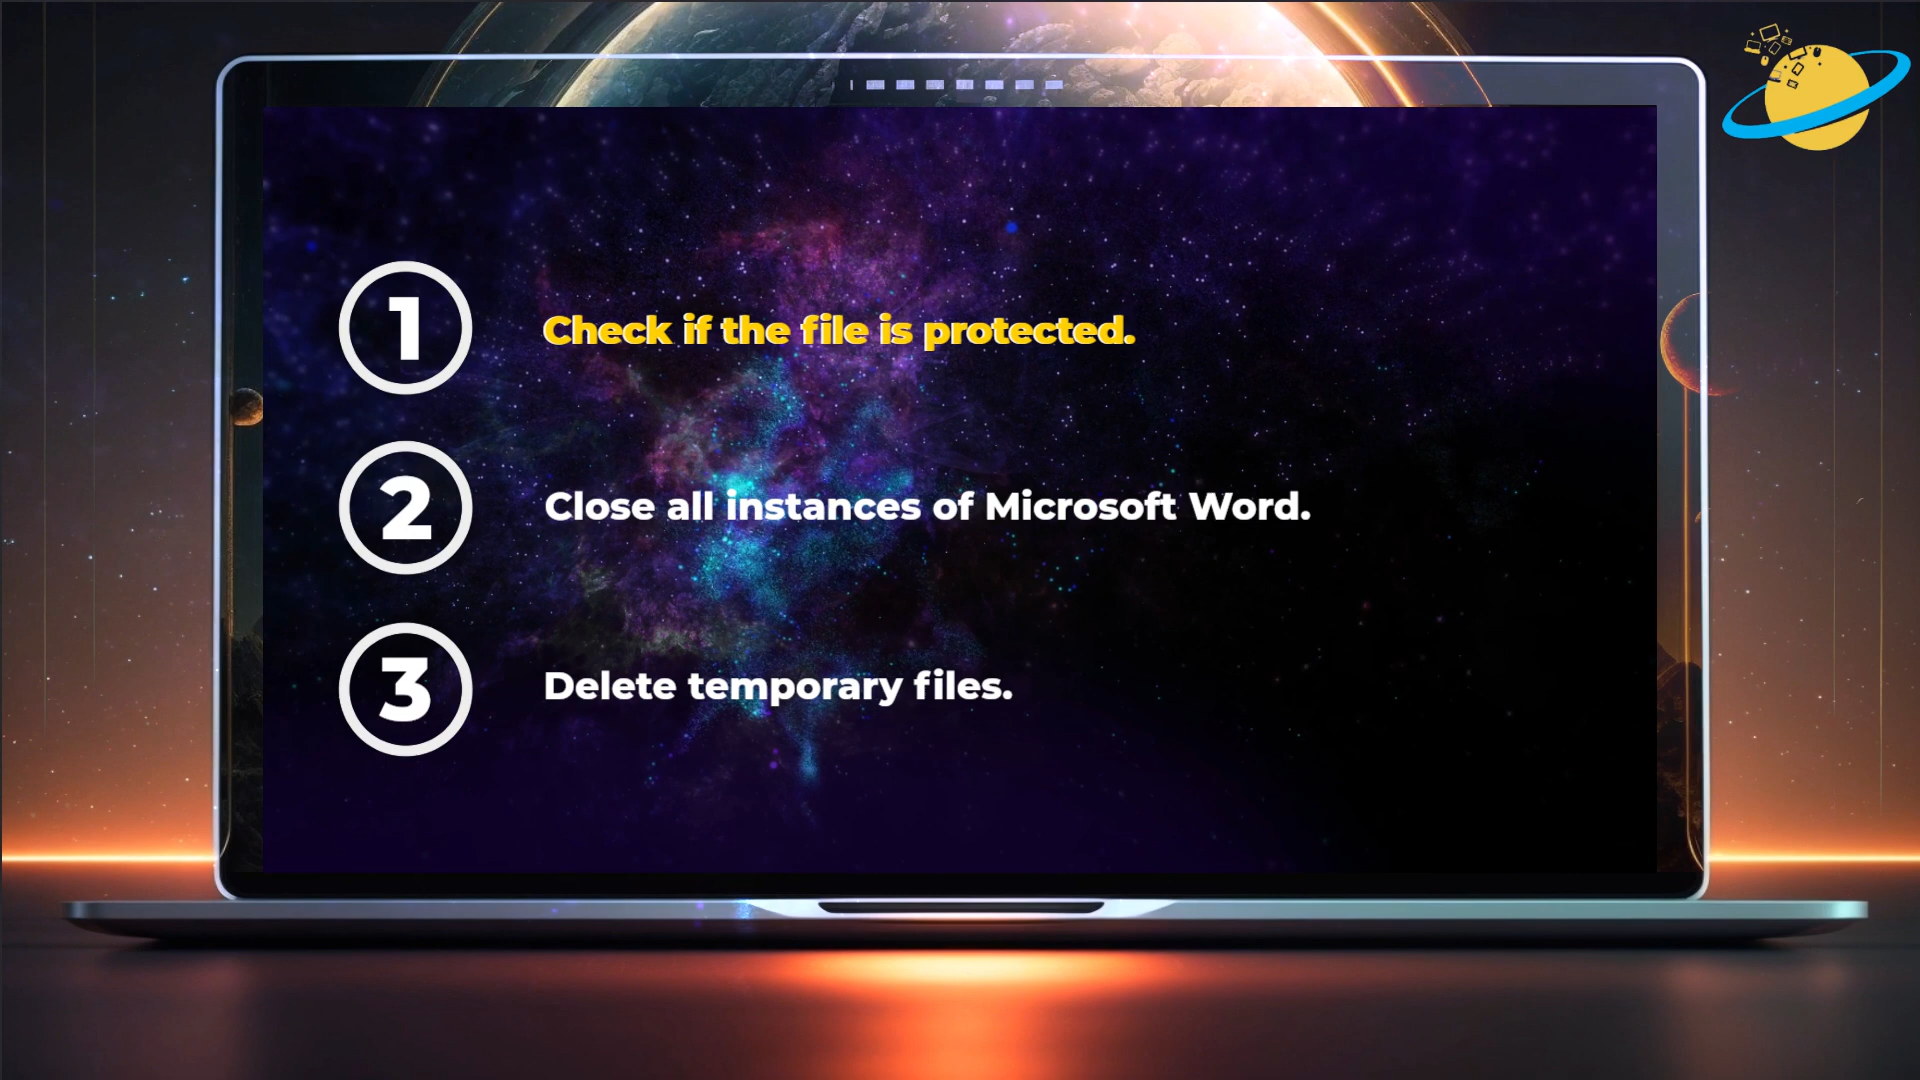 1
Check if the file is protected.
2
Close all instances of Microsoft Word.
3
Delete temporary files.